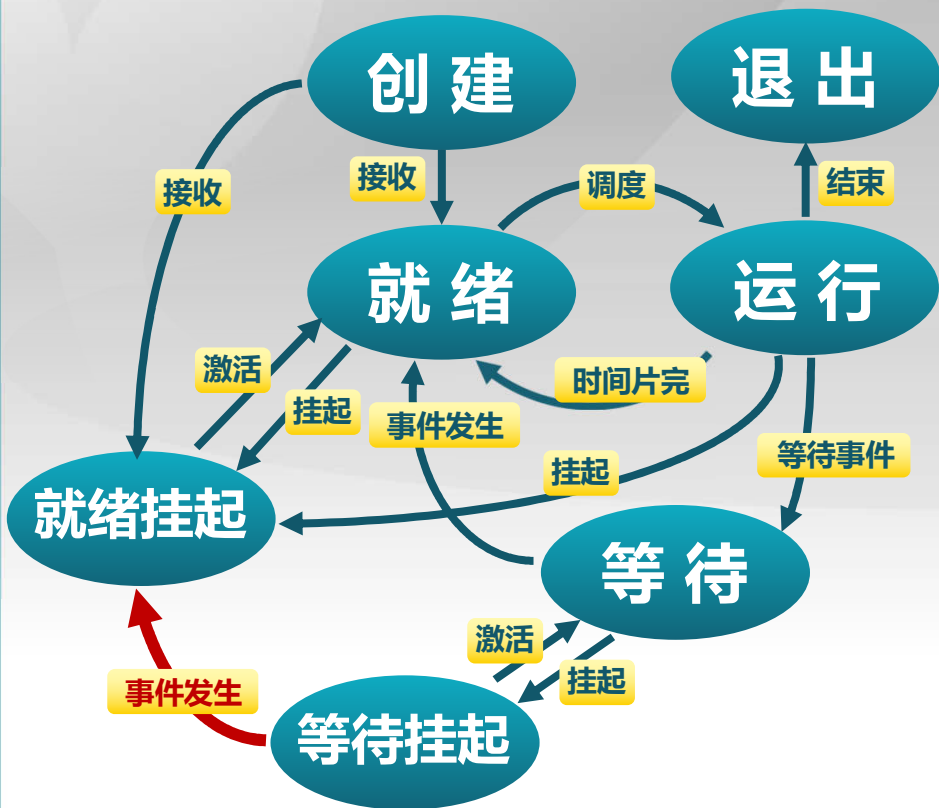 创 建
退 出
接收
接收
调度
结束
就 绪
运 行
激活
挂起
时间片完
事件发生
等待事件
挂起
就绪挂起
等 待
激活
挂起
事件发生
等待挂起